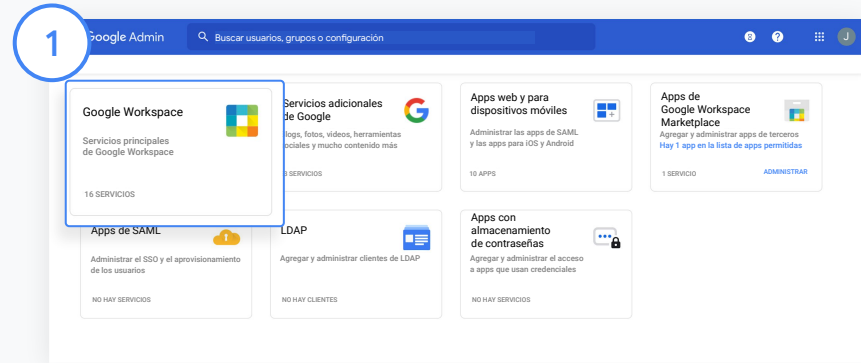 1
Google Admin
Buscar usuarios, grupos o configuración
8
?
J
Google Workspace
Servicios principales
de Google Workspace
16 SERVICIOS
Servicios adicionales
de Google
logs, fotos, videos, herramientas
sociales y mucho contenido más
SERVICIOS
Apps web y para
dispositivos móviles
Administrar las apps de SAML
y las apps para iOS y Android
10 APPS
Apps de
Google Workspace
Marketplace
Agregar y administrar apps de terceros
Hay 1 app en la lista de apps permitidas
1 SERVICIO
ADMINISTRAR
Apps de SAML
Administrar el SSO y el aprovisionamiento
de los usuarios
NO HAY SERVICIOS
LDAP
Agregar y administrar clientes de LDAP
NO HAY CLIENTES
Apps con
almacenamiento
de contraseñas
Agregar y administrar el acceso
a apps que usan credenciales
NO HAY SERVICIOS